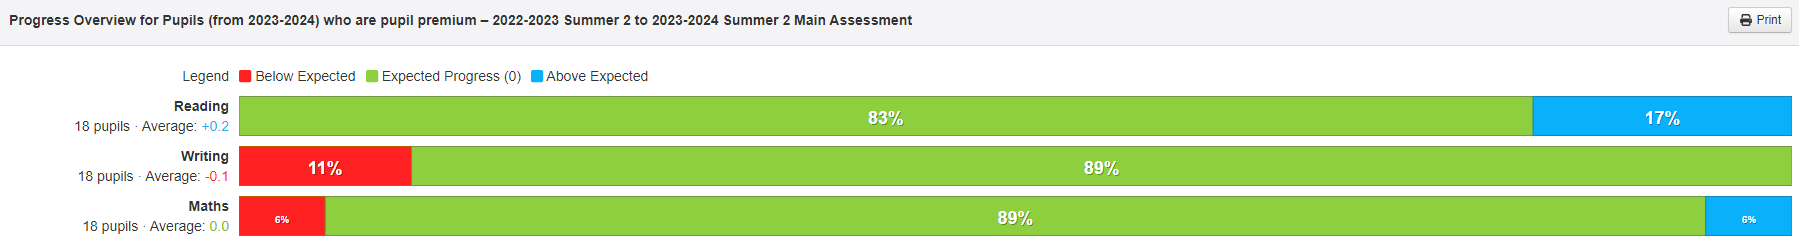 Progress Overview for Pupils (from 2023-2024) who are pupil premium – 2022-2023 Summer 2 to 2023-2024 Summer 2 Main Assessment
Print
Legend Below Expected Expected Progress (0) Above Expected
Reading
18 pupils · Average: +0.2
83% 17%
Writing
18 pupils · Average: -0.1
11% 89%
Maths
18 pupils · Average: 0.0
6% 89% 6%